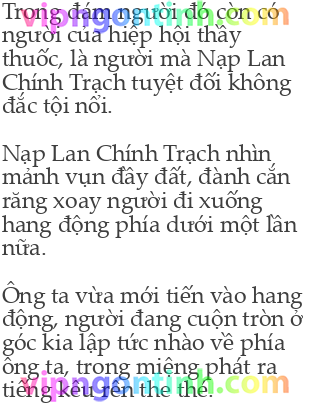 Trong đám người đó còn có
người của hiệp hội thầy
thuốc, là người mà Nạp Lan
Chính Trạch tuyệt đối không
đắc tội nổi.
Nạp Lan Chính Trạch nhìn
mảnh vụn đầy đất, đành cắn
răng xoay người đi xuống
hang động phía dưới một lần
nữa.
Ông ta vừa mới tiến vào hang
động, người đang cuộn tròn ở
góc kia lập tức nhào về phía
ông ta, trong miệng phát ra
tiếng kêu rên the thé.
vipngontinh.com
vipngontinh.com